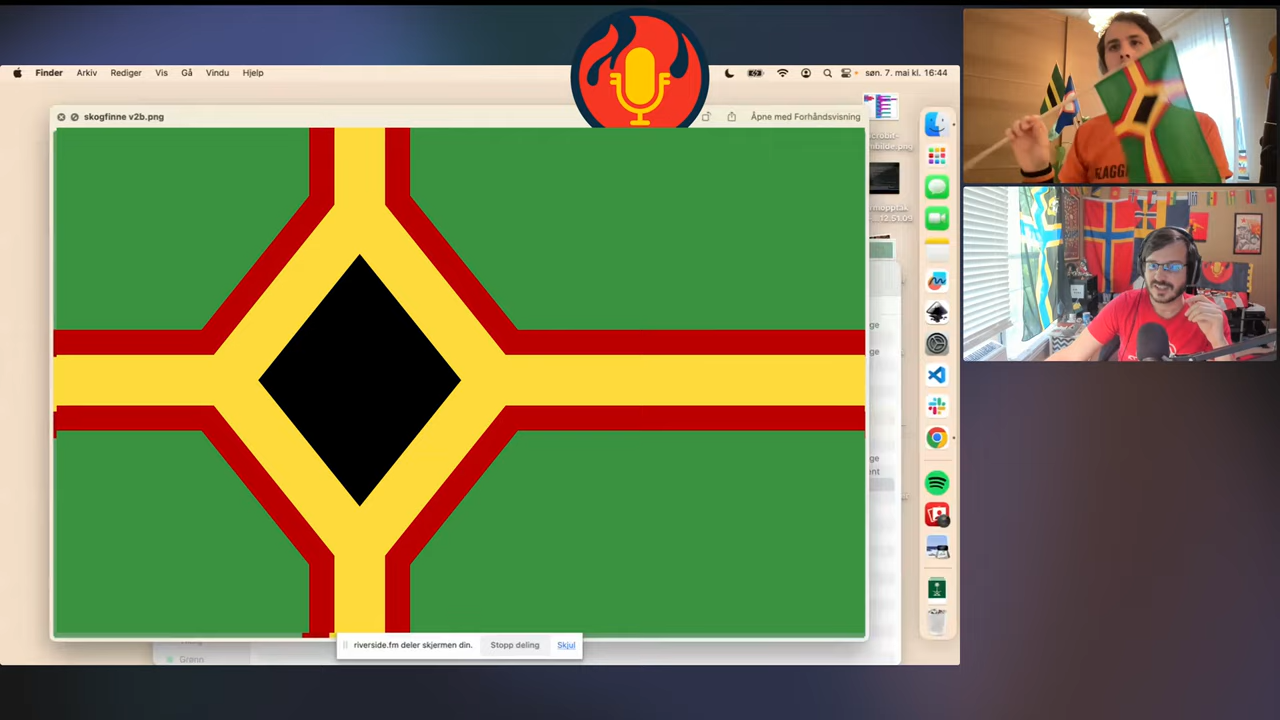 Finder Arkiv Rediger Vis Gå Vindu Hjelp
søn. 7. mai kl. 16:44
skogfinne v2b.png
Åpne med Forhåndsvisning
riverside.fm deler skjermen din.
Stopp deling
Skjul
Grønn